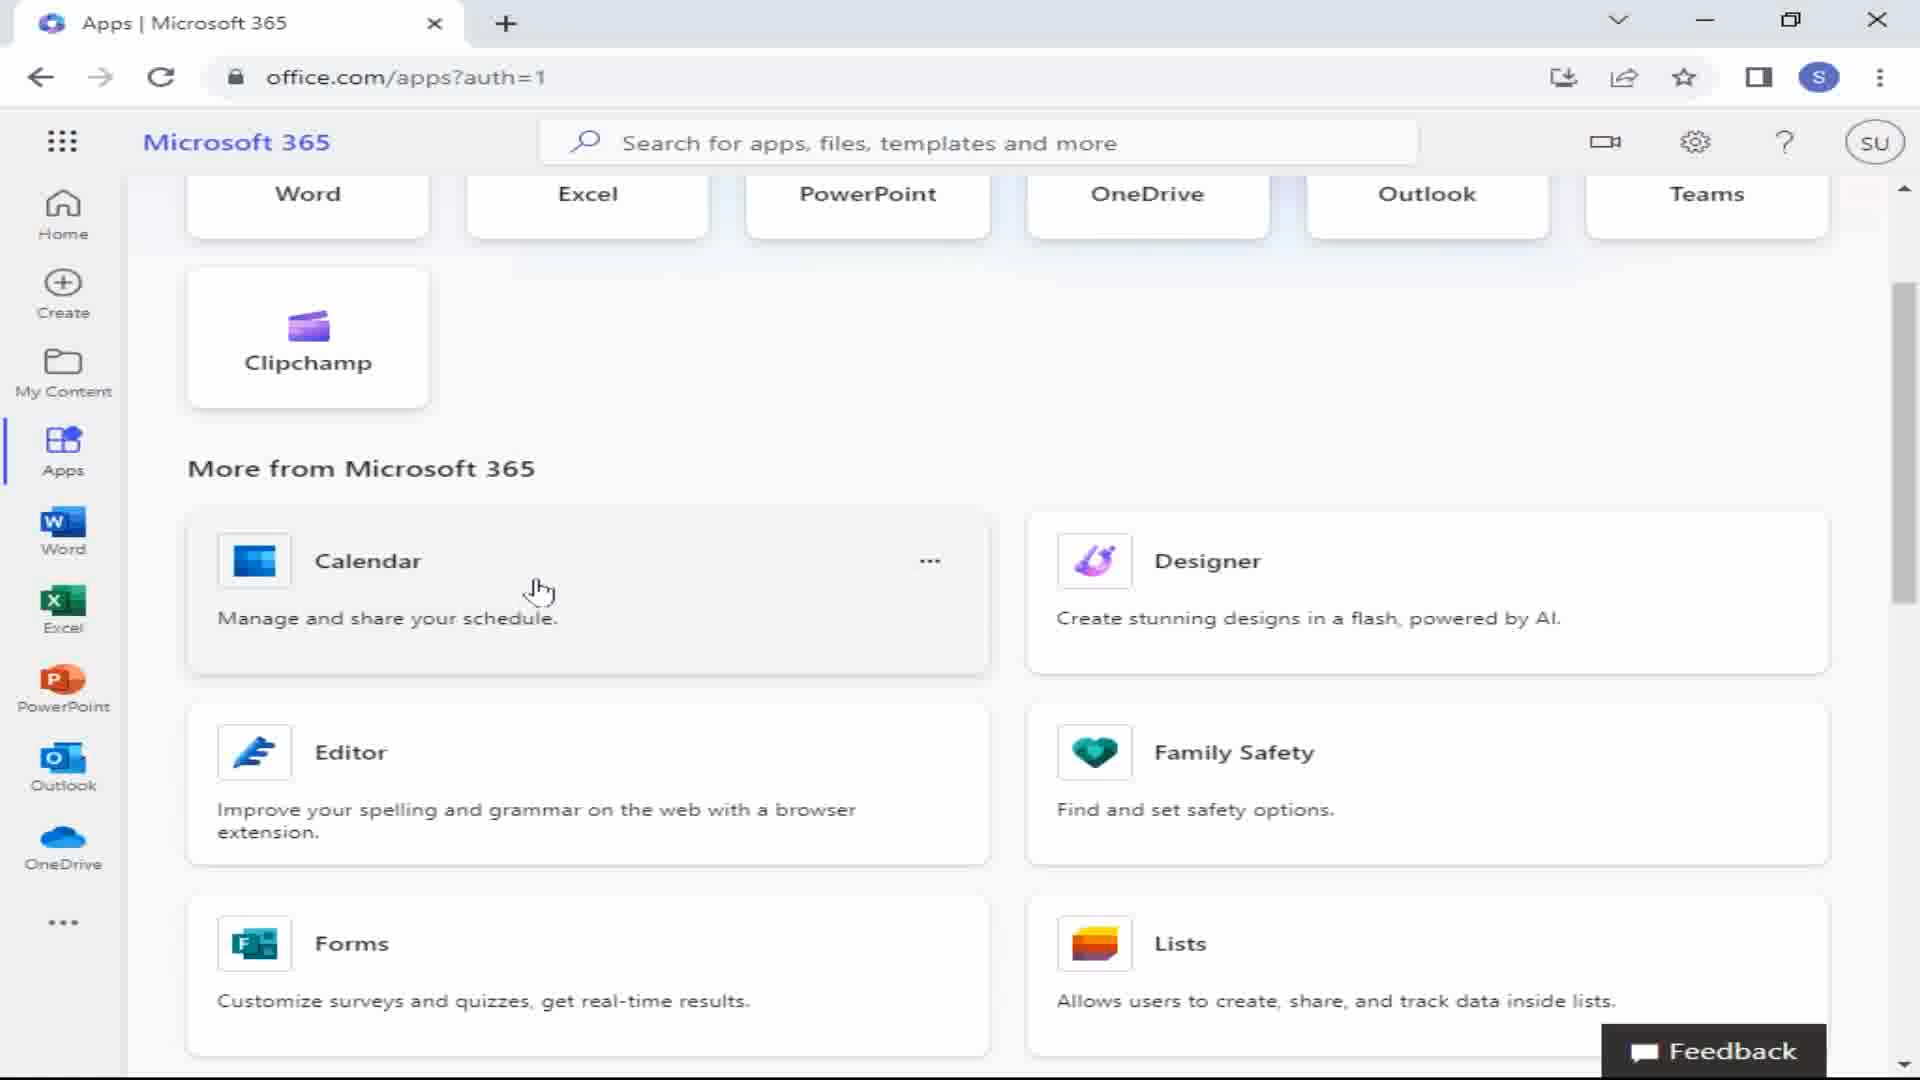 Apps | Microsoft 365
office.com/apps?auth=1
S
Microsoft 365
Search for apps, files, templates and more
SU
Home
Create
My Content
Apps
Word
Excel
PowerPoint
Outlook
OneDrive
Word
Excel
PowerPoint
OneDrive
Outlook
Teams
Clipchamp
More from Microsoft 365
Calendar
Manage and share your schedule.
Designer
Create stunning designs in a flash, powered by AI.
Editor
Improve your spelling and grammar on the web with a browser
extension.
Family Safety
Find and set safety options.
Forms
Customize surveys and quizzes, get real-time results.
Lists
Allows users to create, share, and track data inside lists.
Feedback